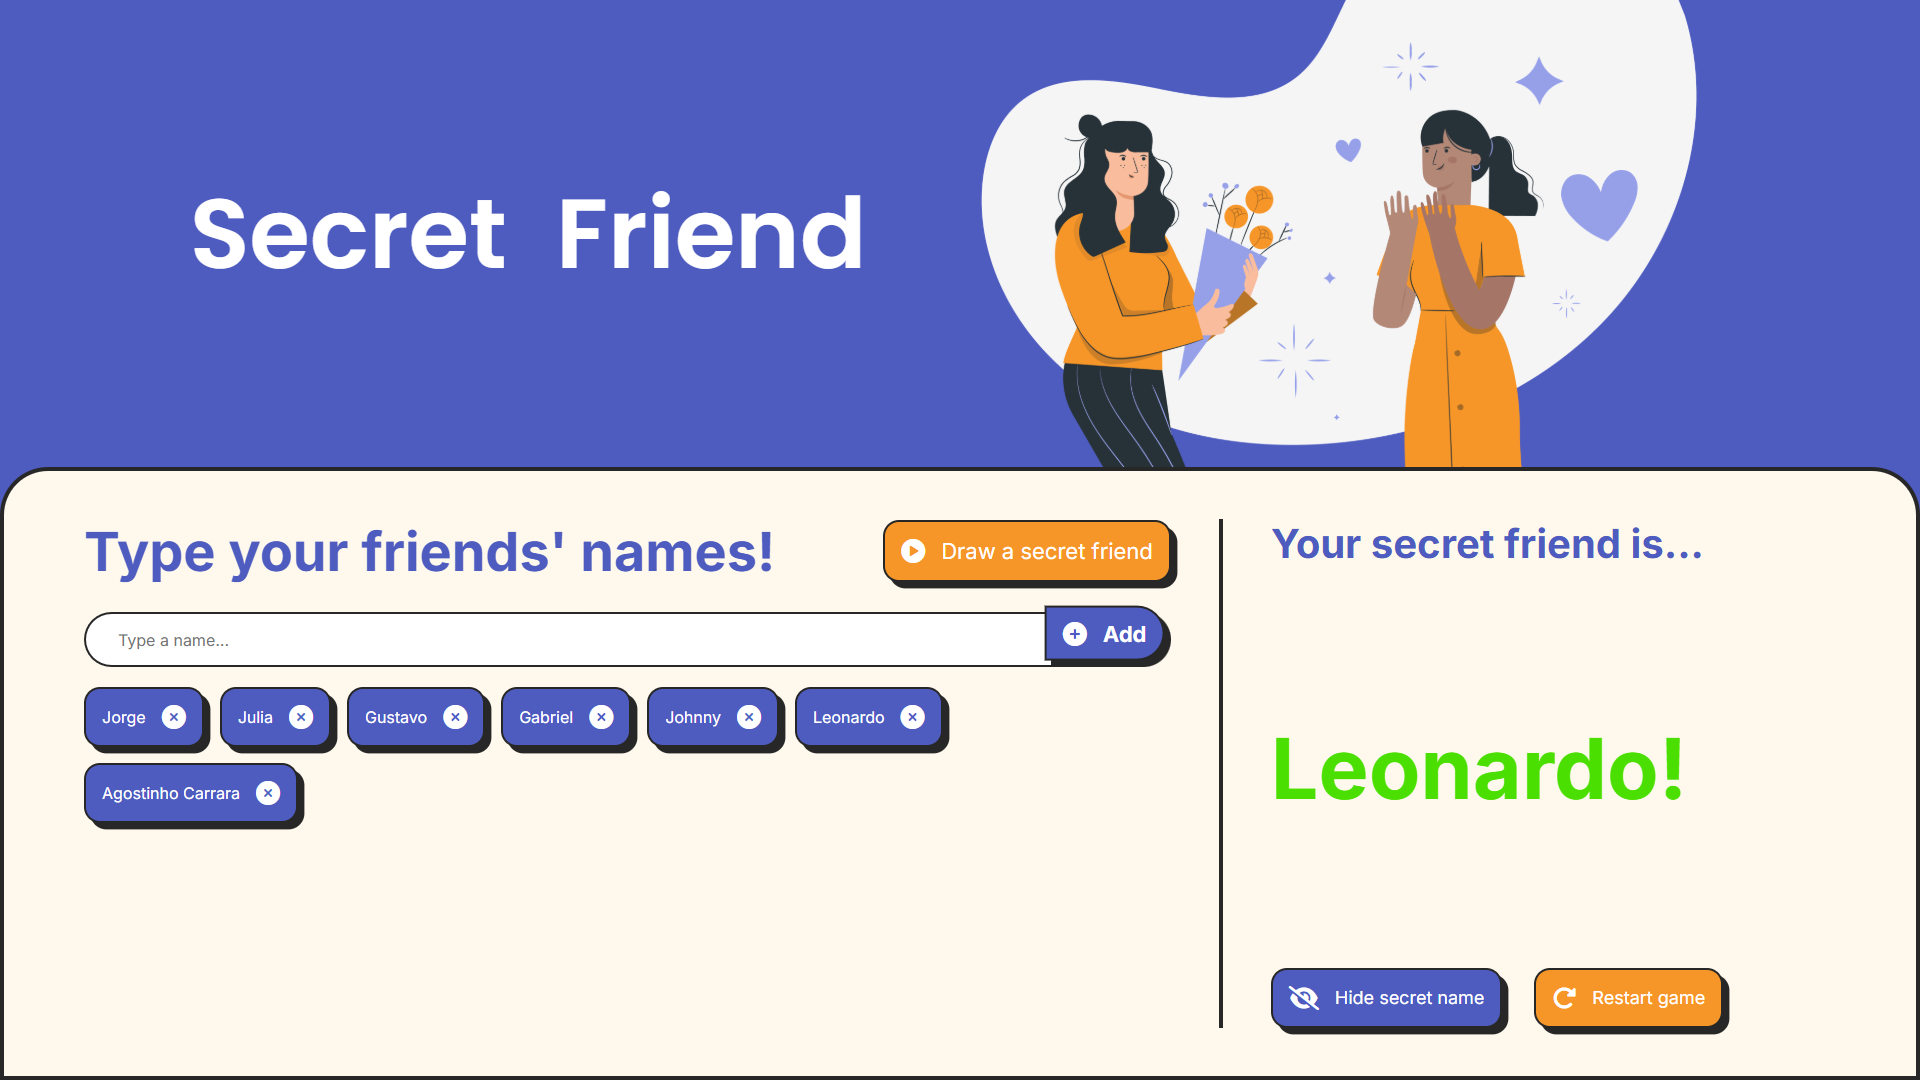 Secret Friend
Type your friends' names!
Draw a secret friend
Type a name...
Add
Jorge
Julia
Gustavo
Gabriel
Johnny
Leonardo
Agostinho Carrara
Your secret friend is...
Leonardo!
Hide secret name
Restart game